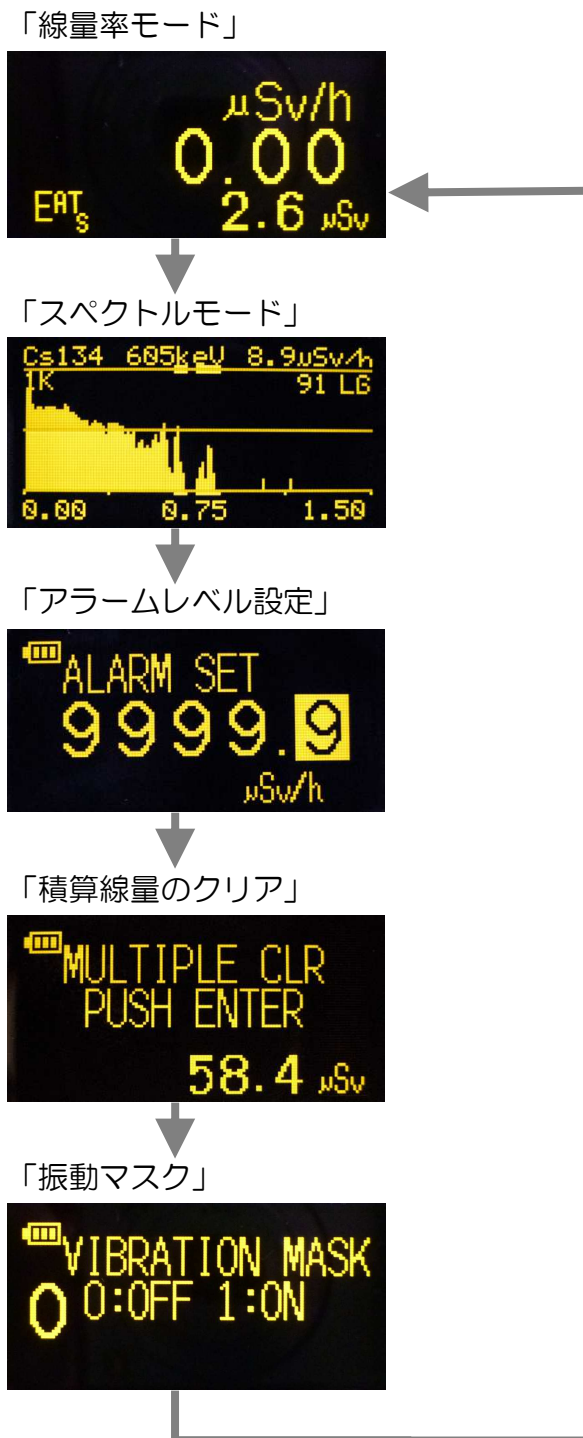 「線量率モード」
μSv/h
0.00
EATs 2.6 μSv
「スペクトルモード」
Cs134 605keV 8.9μSv/h
1K 91 LG
0.00 0.75 1.50
「アラームレベル設定」
ALARM SET
9999.9
μSv/h
「積算線量のクリア」
MULTIPLE CLR
PUSH ENTER
58.4 μSv
「振動マスク」
VIBRATION MASK
0 0:OFF 1:ON